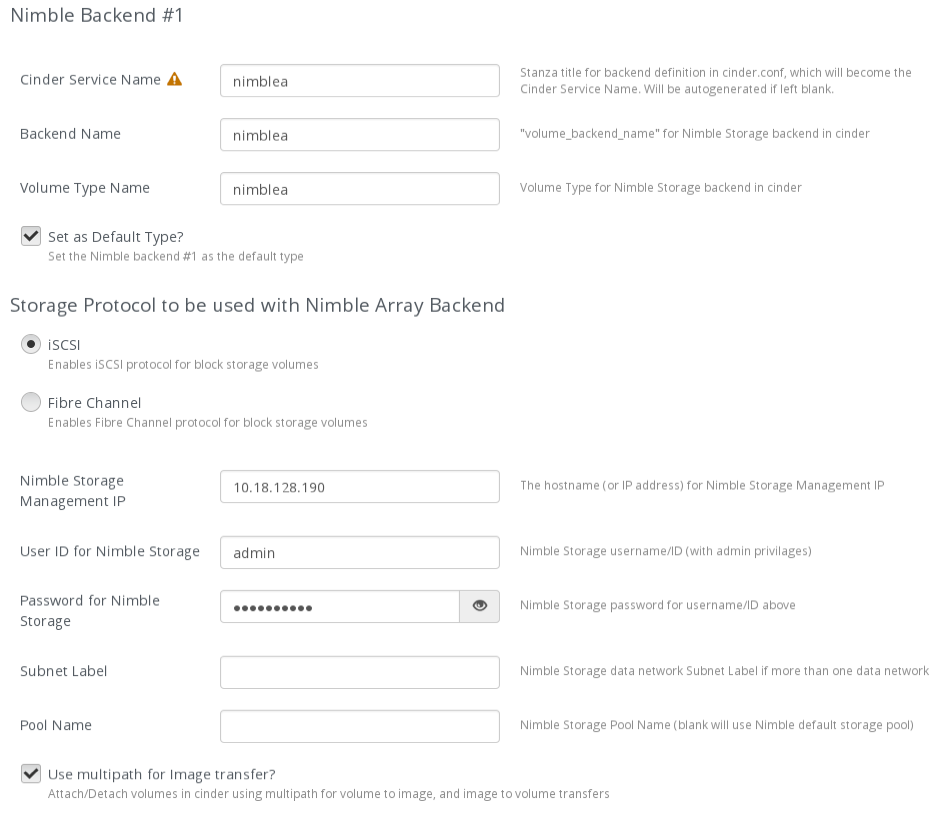 Nimble Backend #1
Cinder Service Name
nimblea
Stanza title for backend definition in cinder.conf, which will become the
Cinder Service Name. Will be autogenerated if left blank.
Backend Name
nimblea
"volume_backend_name" for Nimble Storage backend in cinder
Volume Type Name
nimblea
Volume Type for Nimble Storage backend in cinder
Set as Default Type?
Set the Nimble backend #1 as the default type
Storage Protocol to be used with Nimble Array Backend
iSCSI
Enables iSCSI protocol for block storage volumes
Fibre Channel
Enables Fibre Channel protocol for block storage volumes
Nimble Storage
Management IP
10.18.128.190
The hostname (or IP address) for Nimble Storage Management IP
User ID for Nimble Storage
admin
Nimble Storage username/ID (with admin privilages)
Password for Nimble
Storage
••••••••••
Nimble Storage password for username/ID above
Subnet Label
Nimble Storage data network Subnet Label if more than one data network
Pool Name
Nimble Storage Pool Name (blank will use Nimble default storage pool)
Use multipath for Image transfer?
Attach/Detach volumes in cinder using multipath for volume to image, and image to volume transfers